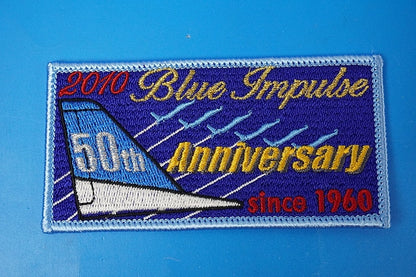 2010 Blue Impulse
50th Anniversary
since 1960